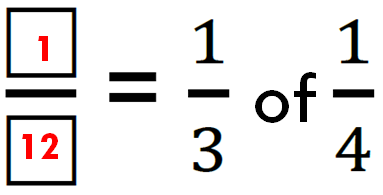 1/12 = 1/3 of 1/4